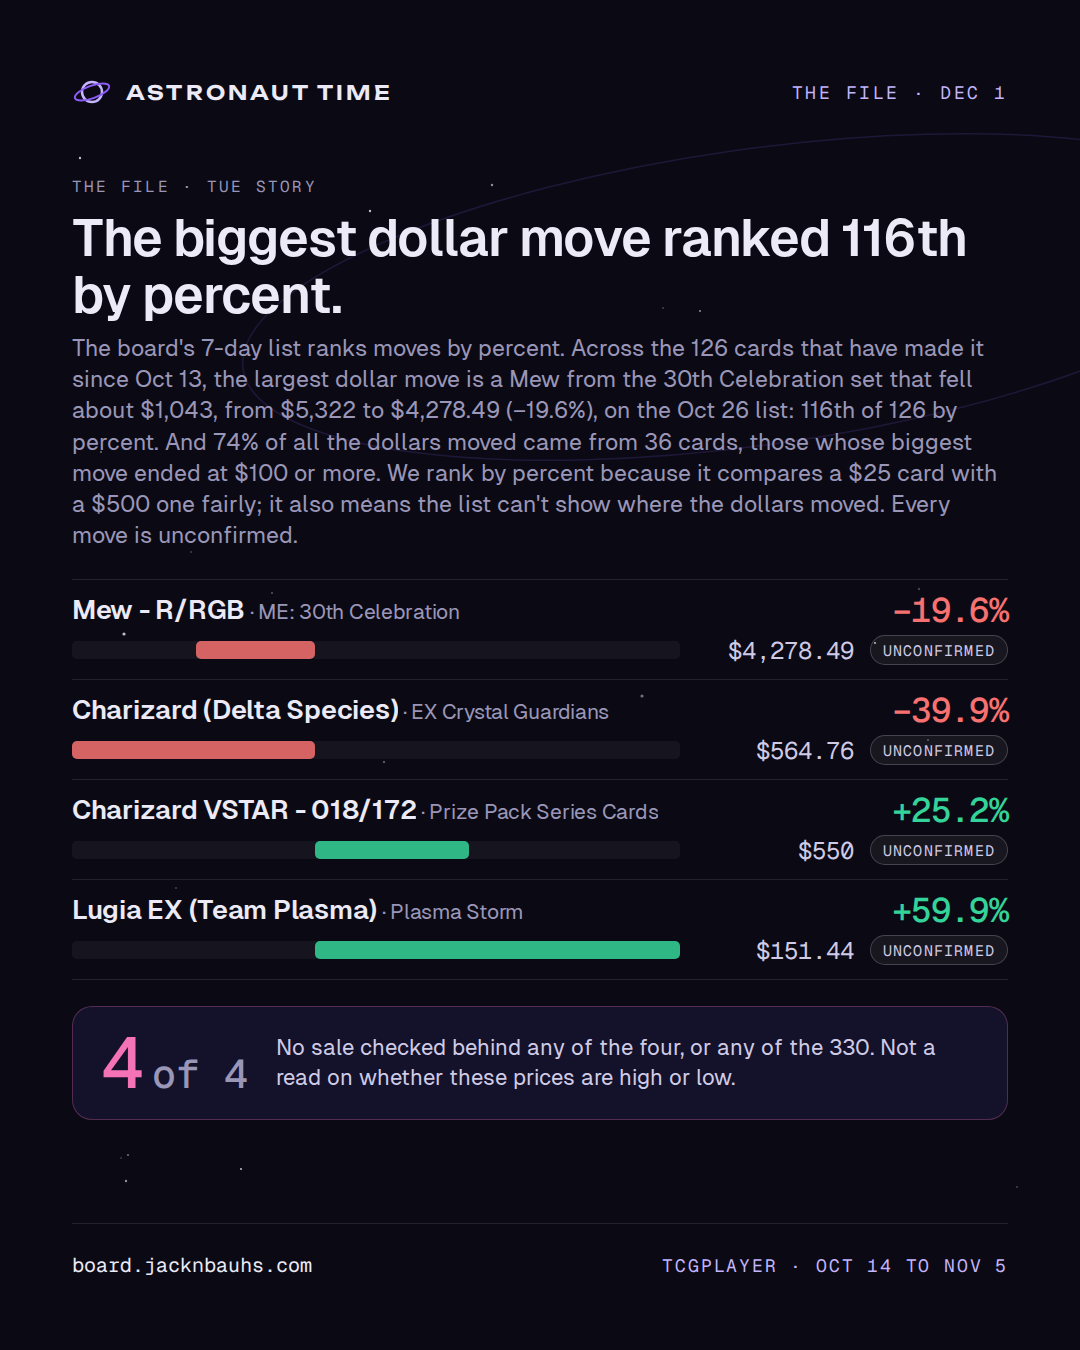 ASTRONAUT TIME
THE FILE · DEC 1
THE FILE · TUE STORY
The biggest dollar move ranked 116th
by percent.
The board's 7-day list ranks moves by percent. Across the 126 cards that have made it
since Oct 13, the largest dollar move is a Mew from the 30th Celebration set that fell
about $1,043, from $5,322 to $4,278.49 (−19.6%), on the Oct 26 list: 116th of 126 by
percent. And 74% of all the dollars moved came from 36 cards, those whose biggest
move ended at $100 or more. We rank by percent because it compares a $25 card with
a $500 one fairly; it also means the list can't show where the dollars moved. Every
move is unconfirmed.
Mew - R/RGB · ME: 30th Celebration
−19.6%
$4,278.49 UNCONFIRMED
Charizard (Delta Species) · EX Crystal Guardians
−39.9%
$564.76 UNCONFIRMED
Charizard VSTAR - 018/172 · Prize Pack Series Cards
+25.2%
$550 UNCONFIRMED
Lugia EX (Team Plasma) · Plasma Storm
+59.9%
$151.44 UNCONFIRMED
4 of 4
No sale checked behind any of the four, or any of the 330. Not a
read on whether these prices are high or low.
board.jacknbauhs.com
TCGPLAYER · OCT 14 TO NOV 5